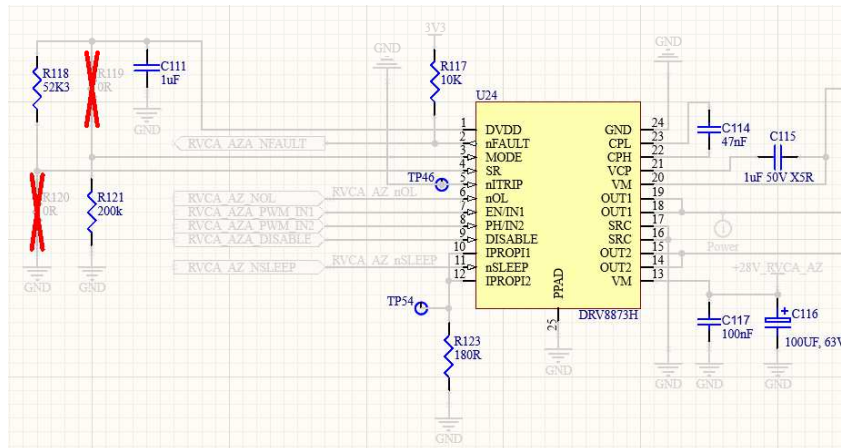 3V3
GND
R117
10K
GND
R118
52K3
R119
0R
C111
1uF
GND
U24
1 DVDD GND 24
2 nFAULT CPL 23
3 MODE CPH 22
4 SR VCP 21
5 nITRIP VM 20
6 nOL OUT1 19
7 EN/IN1 OUT1 18
8 PH/IN2 SRC 17
9 DISABLE SRC 16
10 IPROPI1 OUT2 15
11 nSLEEP OUT2 14
12 IPROPI2 VM 13
PPAD
25
DRV8873H
GND
C114
47nF
C115
1uF 50V X5R
RVCA_AZA_NFAULT
TP46
R120
0R
R121
200k
RVCA_AZ_NOL
RVCA_AZ_nOL
RVCA_AZA_PWM_IN1
RVCA_AZA_PWM_IN2
RVCA_AZA_DISABLE
RVCA_AZ_NSLEEP
RVCA_AZ_nSLEEP
1
Power
+28V_RVCA_AZ
GND
GND
TP54
R123
180R
GND
C117
100nF
C116
+
100UF, 63V
GND
GND
GND